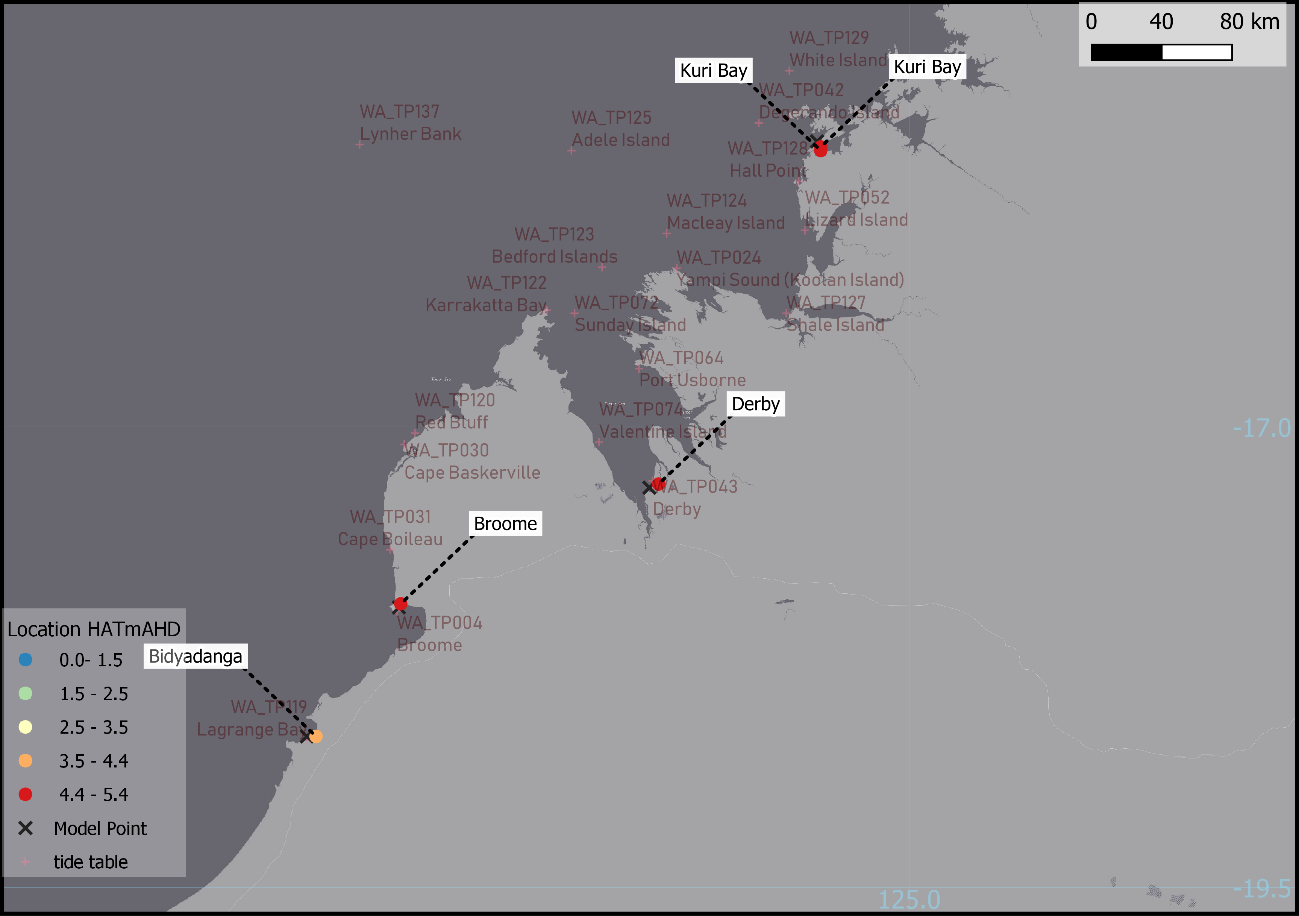 0 40 80 km
WA_TP129
White Island
Kuri Bay
Kuri Bay
WA_TP042
Degerando Island
WA_TP137
Lynher Bank
WA_TP125
Adele Island
WA_TP128
Hall Point
WA_TP052
Lizard Island
WA_TP124
Macleay Island
WA_TP123
Bedford Islands
WA_TP024
Yampi Sound (Koolan Island)
WA_TP122
Karrakatta Bay
WA_TP072
Sunday Island
WA_TP127
Shale Island
WA_TP064
Port Usborne
WA_TP120
Red Bluff
Derby
WA_TP074
Valentine Island
-17.0
WA_TP030
Cape Baskerville
WA_TP043
Derby
WA_TP031
Cape Boileau
Broome
WA_TP004
Broome
Location HATmAHD
0.0- 1.5
1.5 - 2.5
2.5 - 3.5
3.5 - 4.4
4.4 - 5.4
Model Point
tide table
Bidyadanga
WA_TP119
Lagrange Ba
-19.5
125.0